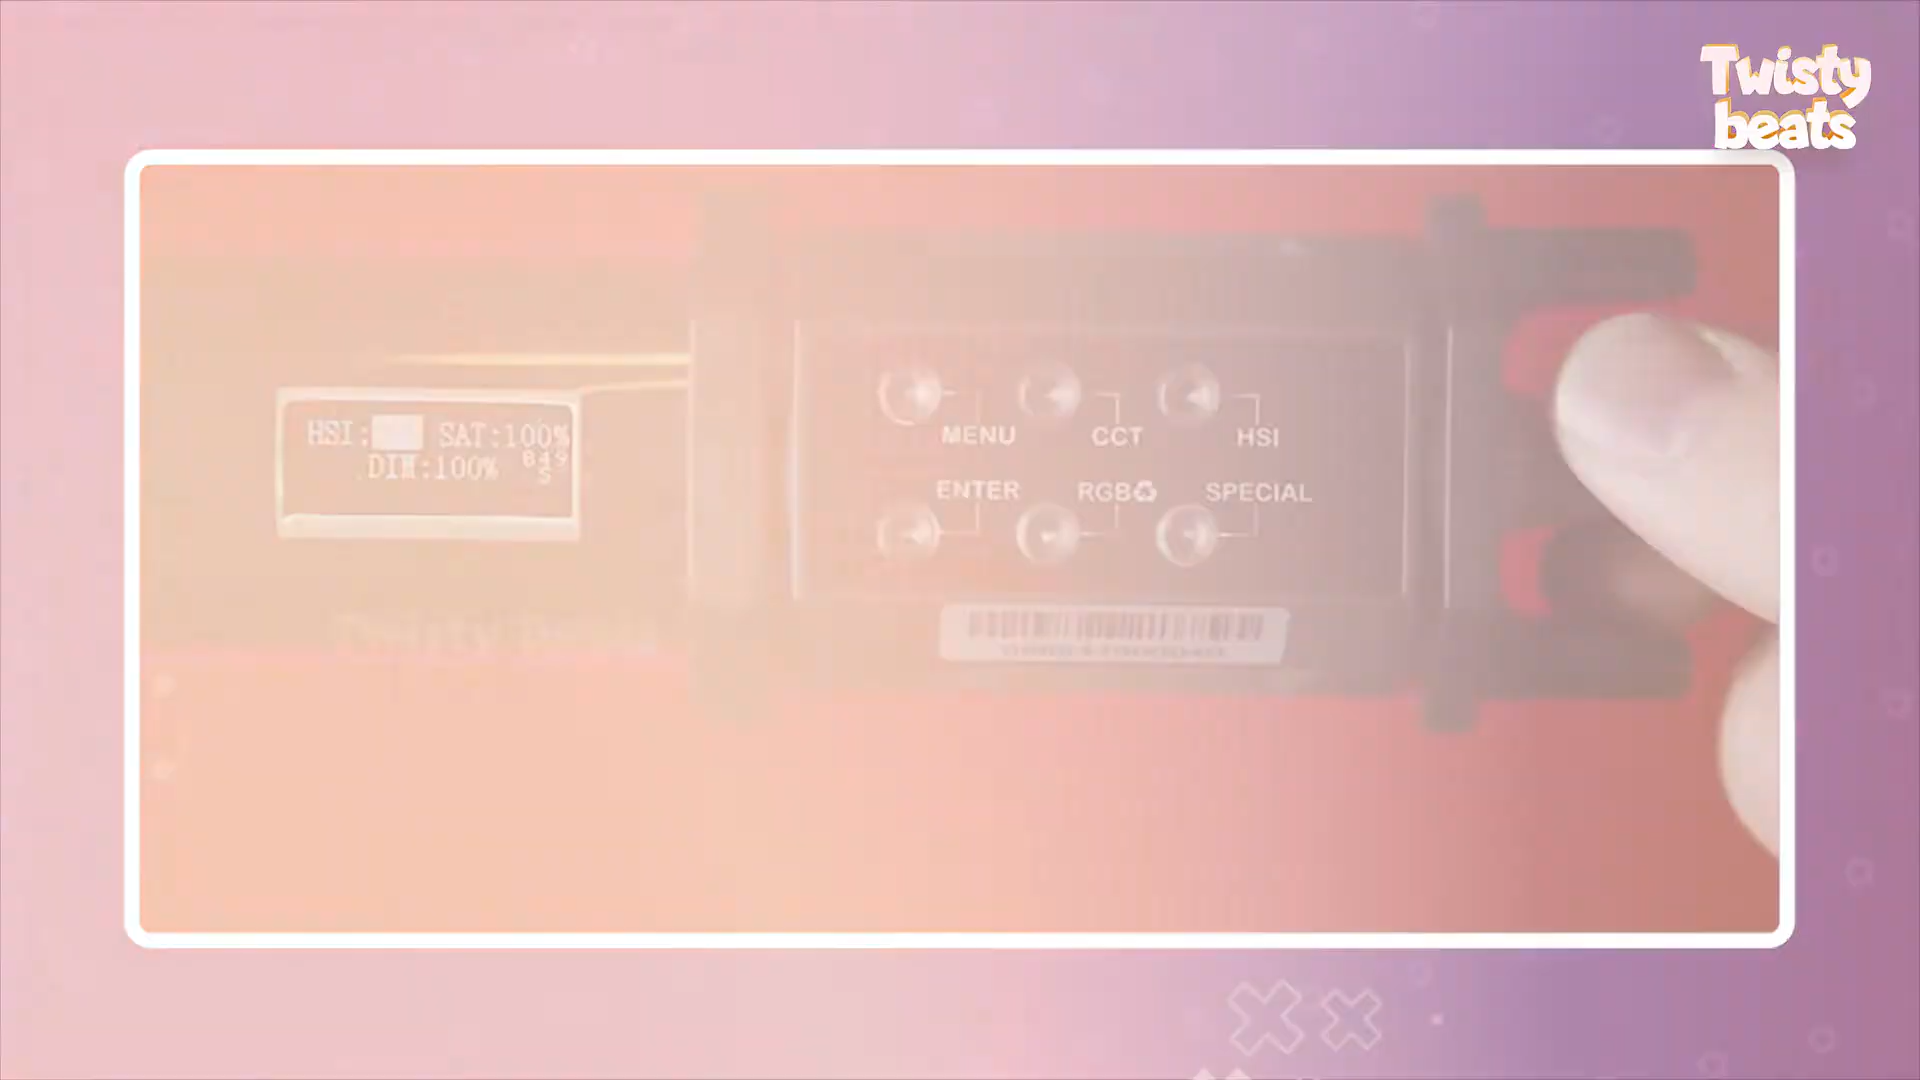 Twisty
beats
HSI: SAT:100%
DIM:100%
MENU
CCT
HSI
ENTER
RGB
SPECIAL